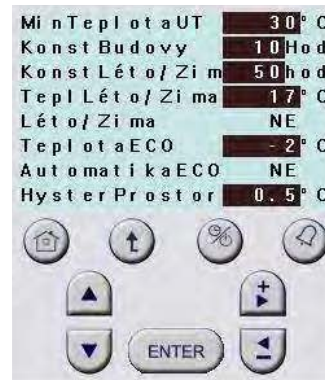 MinTeplotaUT 30° C
KonstBudovy 10Hod
KonstLéto/Zim 50hod
TeplLéto/Zima 17° C
Léto/Zima NE
TeplotaECO -2° C
AutomatikaECO NE
HysterProstor 0.5° C
ENTER